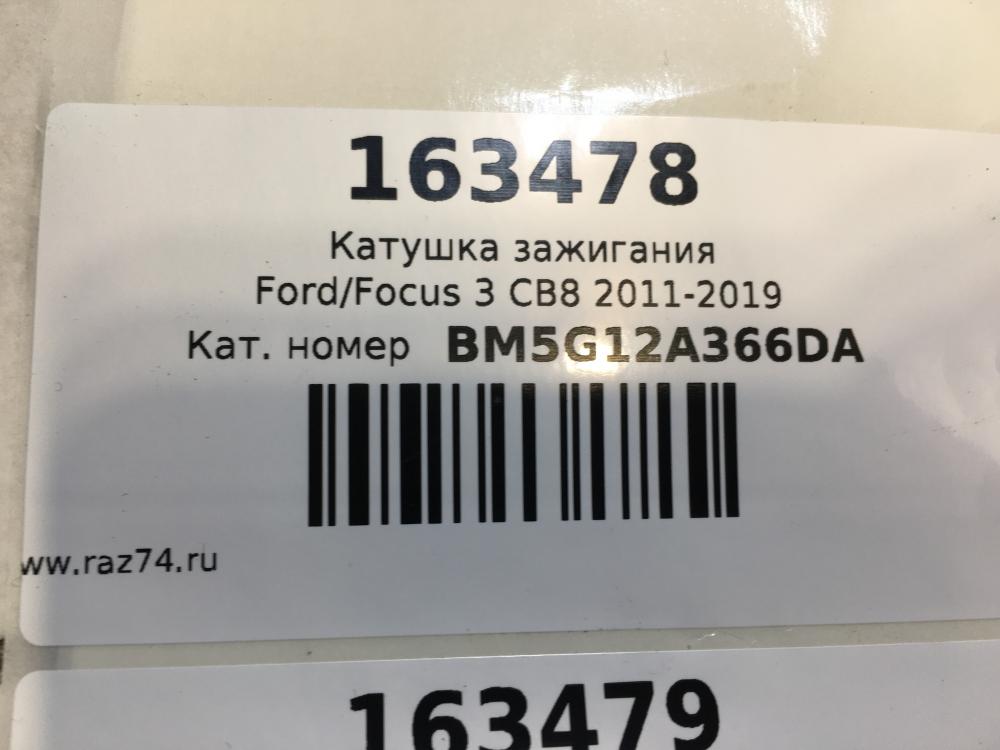 163478
Катушка зажигания
Ford/Focus 3 CB8 2011-2019
Кат. номер BM5G12A366DA
ww.raz74.ru
163479